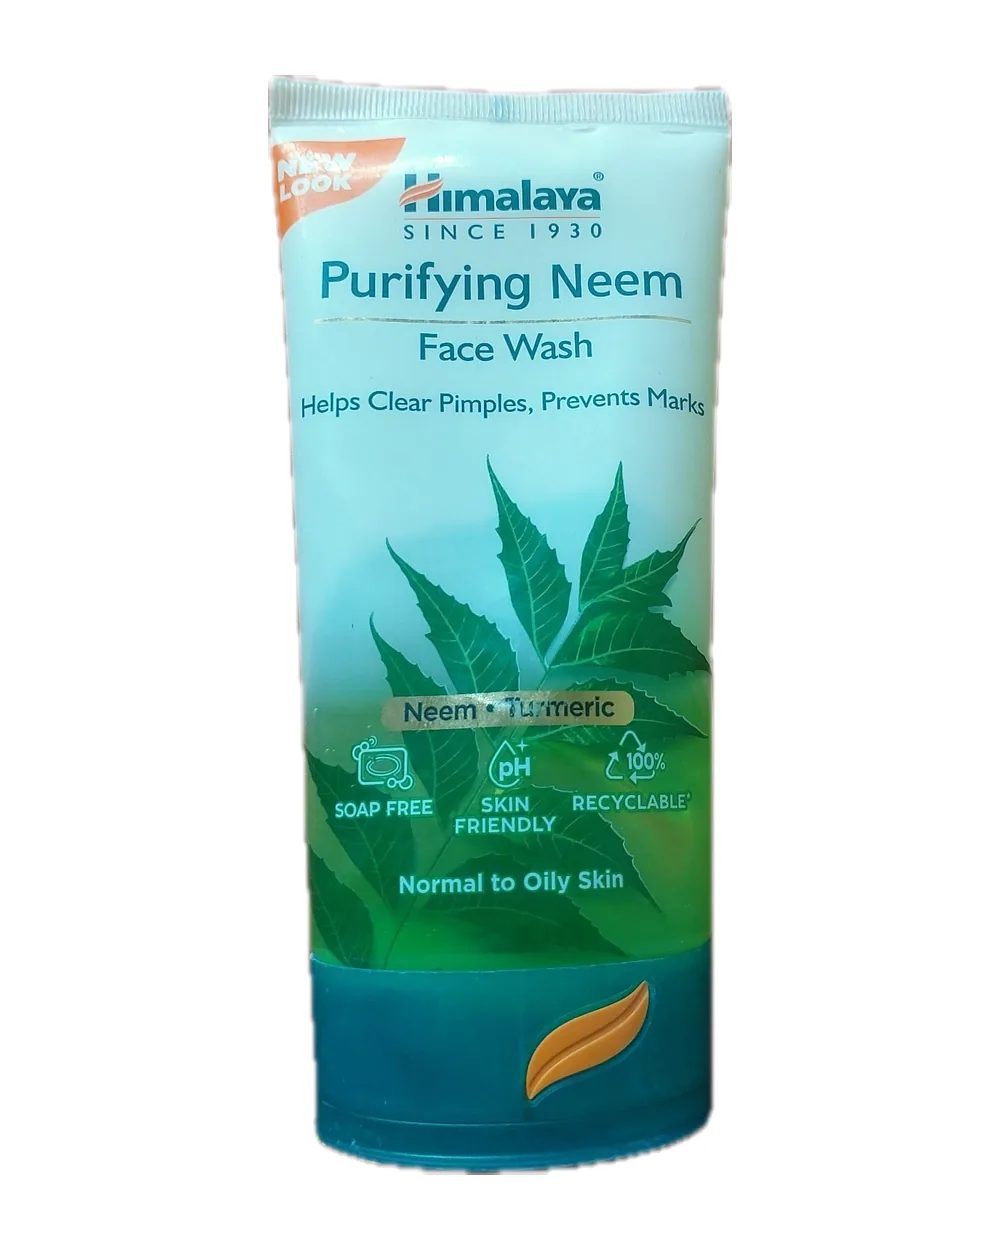 NEW
LOOK
Himalaya®
SINCE 1930
Purifying Neem
Face Wash
Helps Clear Pimples, Prevents Marks
Neem • Turmeric
pH
100%
SOAP FREE
SKIN
FRIENDLY
RECYCLABLE*
Normal to Oily Skin